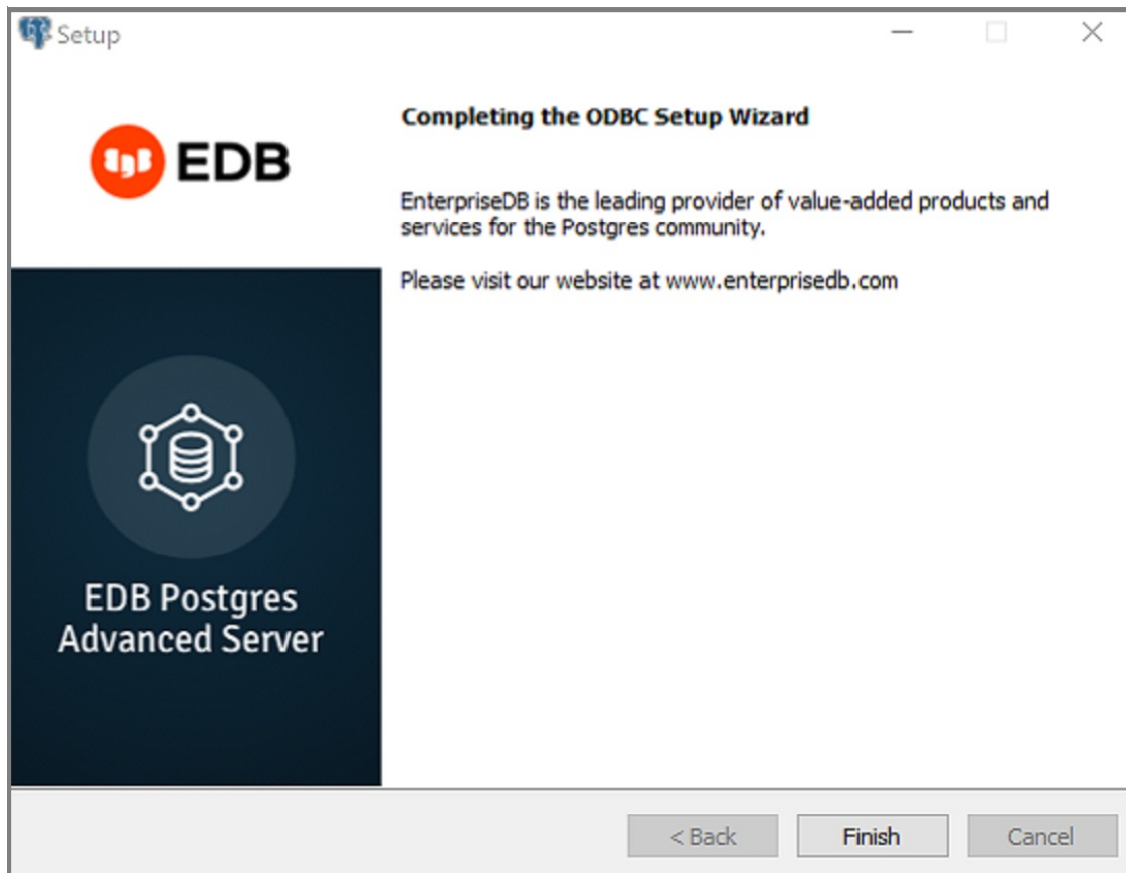 Setup
EDB
Completing the ODBC Setup Wizard
EnterpriseDB is the leading provider of value-added products and
services for the Postgres community.
Please visit our website at www.enterprisedb.com
EDB Postgres
Advanced Server
< Back
Finish
Cancel